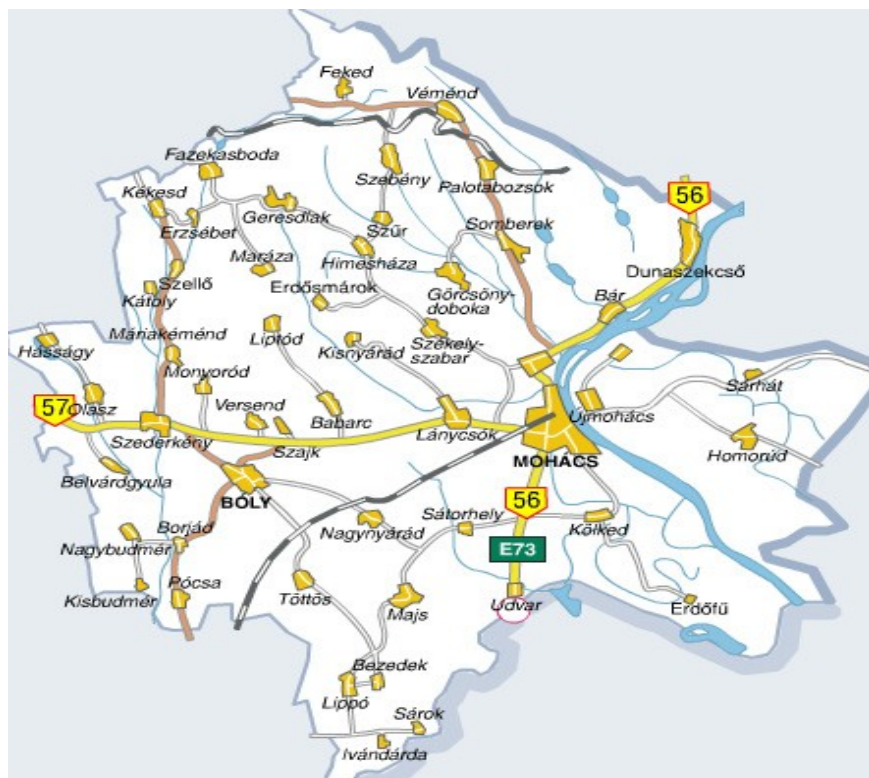 Feked
Véménd
Fazekasboda
Szebény
Palotabozsok
56
Kékesd
Erzsébet
Geresdlak
Szűr
Somberek
Maráza
Himesháza
Dunaszekcső
Szellő
Kátoly
Erdősmárok
Görcsöny-
doboka
Bár
Máriakéménd
Liptód
Kisnyárád
Székely-
szabar
Hásságy
Monyoród
Sárhát
57
Olasz
Versend
Babarc
Lánycsók
Újmohács
Szederkény
Szajk
MOHÁCS
Homorúd
Belvárdgyula
BÓLY
56
Borjád
Nagynyárád
Sátorhely
Kölked
Nagybudmér
E73
Pócsa
Kisbudmér
Töttös
Majs
Udvar
Erdőfű
Bezedek
Lippó
Sárok
Ivándárda